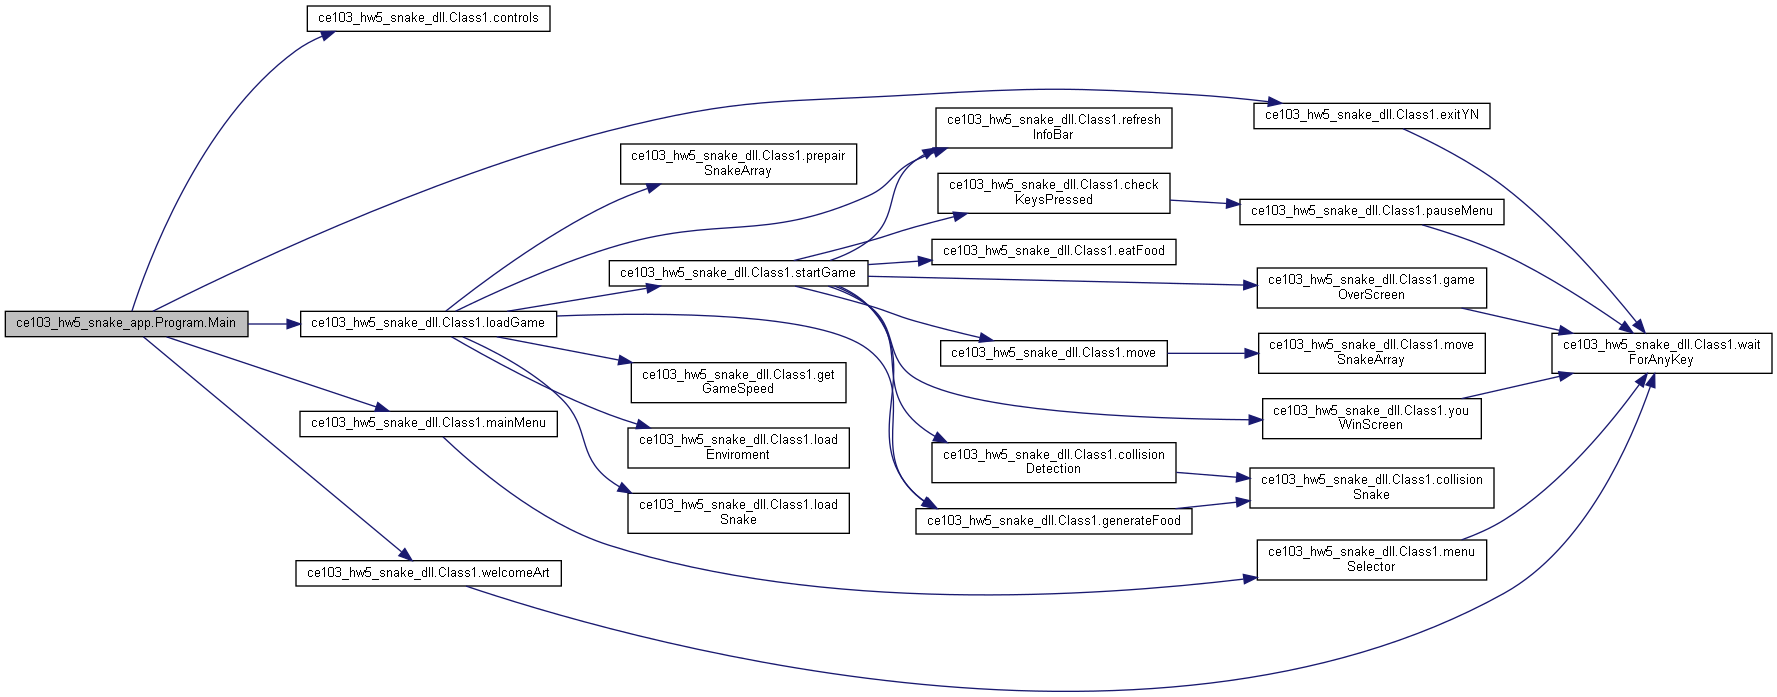 ce103_hw5_snake_dll.Class1.controls
ce103_hw5_snake_dll.Class1.exitYN
ce103_hw5_snake_dll.Class1.refresh
InfoBar
ce103_hw5_snake_dll.Class1.prepair
SnakeArray
ce103_hw5_snake_dll.Class1.check
KeysPressed
ce103_hw5_snake_dll.Class1.pauseMenu
ce103_hw5_snake_dll.Class1.eatFood
ce103_hw5_snake_dll.Class1.startGame
ce103_hw5_snake_dll.Class1.game
OverScreen
ce103_hw5_snake_app.Program.Main
ce103_hw5_snake_dll.Class1.loadGame
ce103_hw5_snake_dll.Class1.move
ce103_hw5_snake_dll.Class1.move
SnakeArray
ce103_hw5_snake_dll.Class1.wait
ForAnyKey
ce103_hw5_snake_dll.Class1.get
GameSpeed
ce103_hw5_snake_dll.Class1.mainMenu
ce103_hw5_snake_dll.Class1.you
WinScreen
ce103_hw5_snake_dll.Class1.load
Enviroment
ce103_hw5_snake_dll.Class1.collision
Detection
ce103_hw5_snake_dll.Class1.collision
Snake
ce103_hw5_snake_dll.Class1.load
Snake
ce103_hw5_snake_dll.Class1.generateFood
ce103_hw5_snake_dll.Class1.menu
Selector
ce103_hw5_snake_dll.Class1.welcomeArt